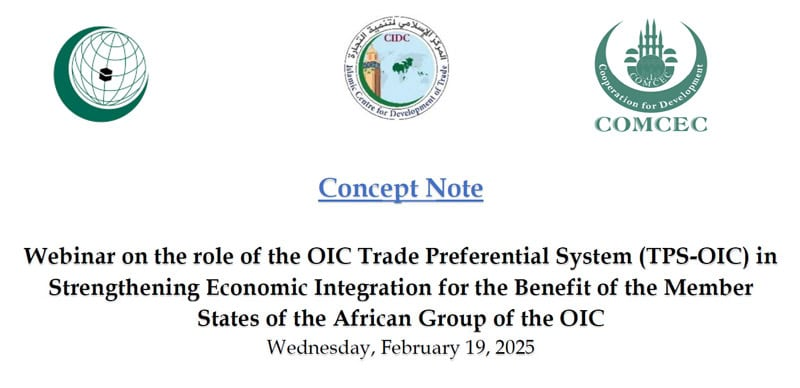 المركز الإسلامي لتنمية التجارة
CIDC
Islamic Centre for Development of Trade
COMCEC
Cooperation for Development
COMCEC
Concept Note
Webinar on the role of the OIC Trade Preferential System (TPS-OIC) in
Strengthening Economic Integration for the Benefit of the Member
States of the African Group of the OIC
Wednesday, February 19, 2025